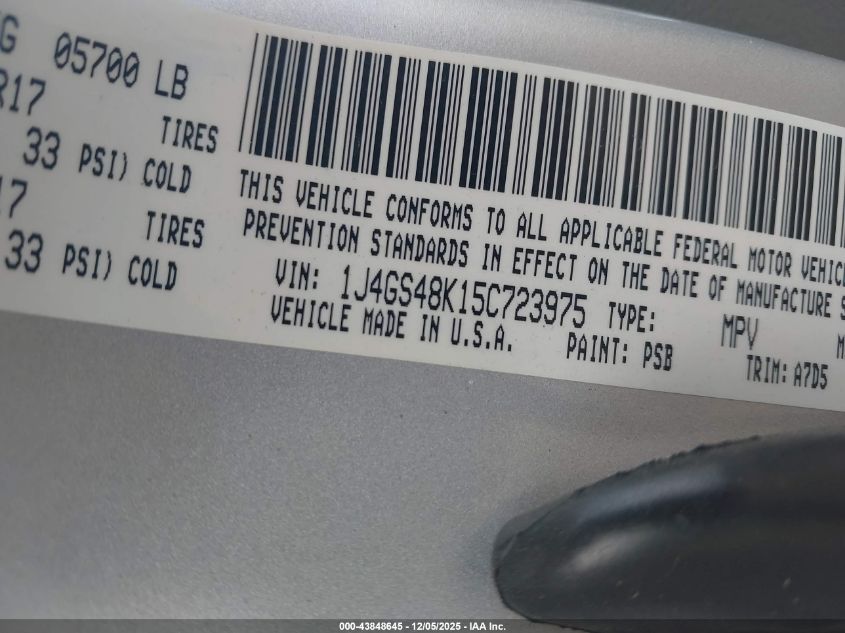 G 05700 LB
R17
TIRES
33 PSI) COLD
17
TIRES
33 PSI) COLD
THIS VEHICLE CONFORMS TO ALL APPLICABLE FEDERAL MOTOR VEHIC
PREVENTION STANDARDS IN EFFECT ON THE DATE OF MANUFACTURE S
VIN: 1J4GS48K15C723975 TYPE: MPV M
VEHICLE MADE IN U.S.A. PAINT: PSB TRIM: A7D5
000-43848645 - 12/05/2025 - IAA Inc.